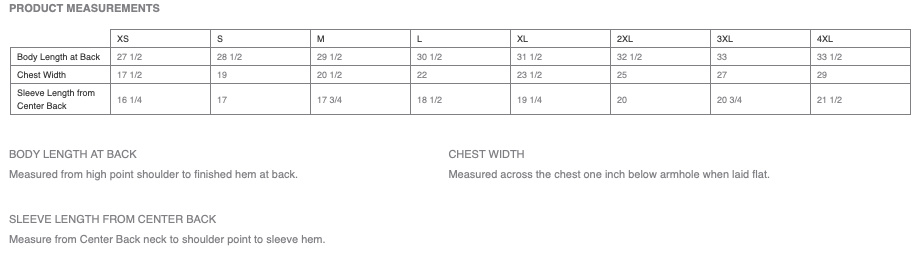 PRODUCT MEASUREMENTS
XS S M L XL 2XL 3XL 4XL
Body Length at Back 27 1/2 28 1/2 29 1/2 30 1/2 31 1/2 32 1/2 33 33 1/2
Chest Width 17 1/2 19 20 1/2 22 23 1/2 25 27 29
Sleeve Length from
Center Back 16 1/4 17 17 3/4 18 1/2 19 1/4 20 20 3/4 21 1/2
BODY LENGTH AT BACK
Measured from high point shoulder to finished hem at back.
CHEST WIDTH
Measured across the chest one inch below armhole when laid flat.
SLEEVE LENGTH FROM CENTER BACK
Measure from Center Back neck to shoulder point to sleeve hem.